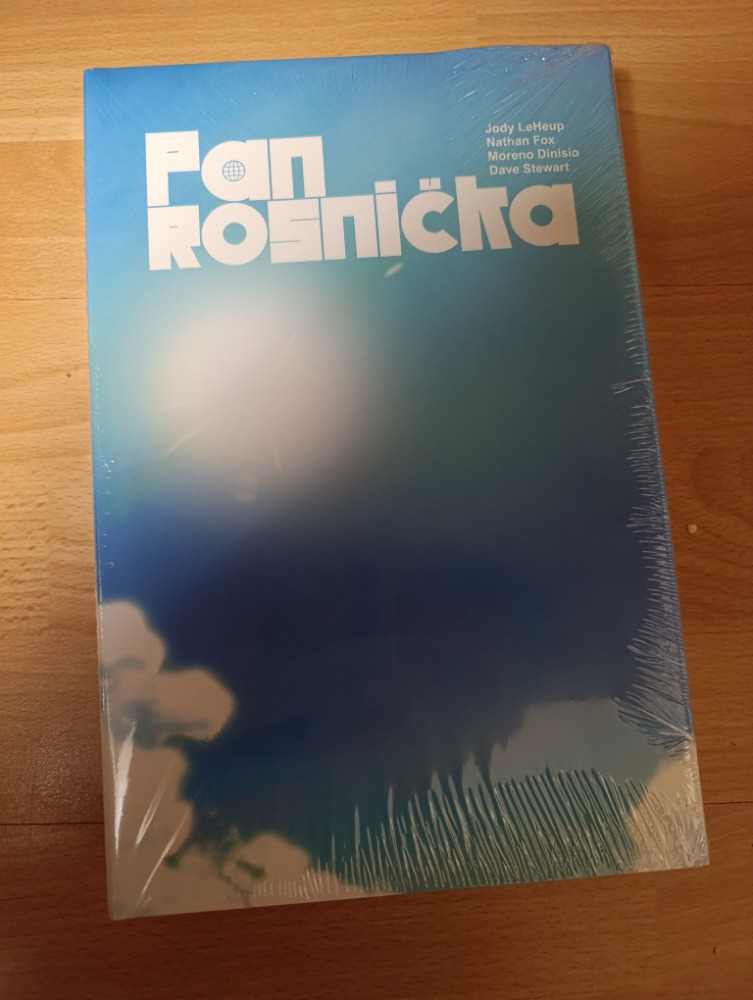 Pan
Rosnička
Jody LeHeup
Nathan Fox
Moreno Dinisio
Dave Stewart